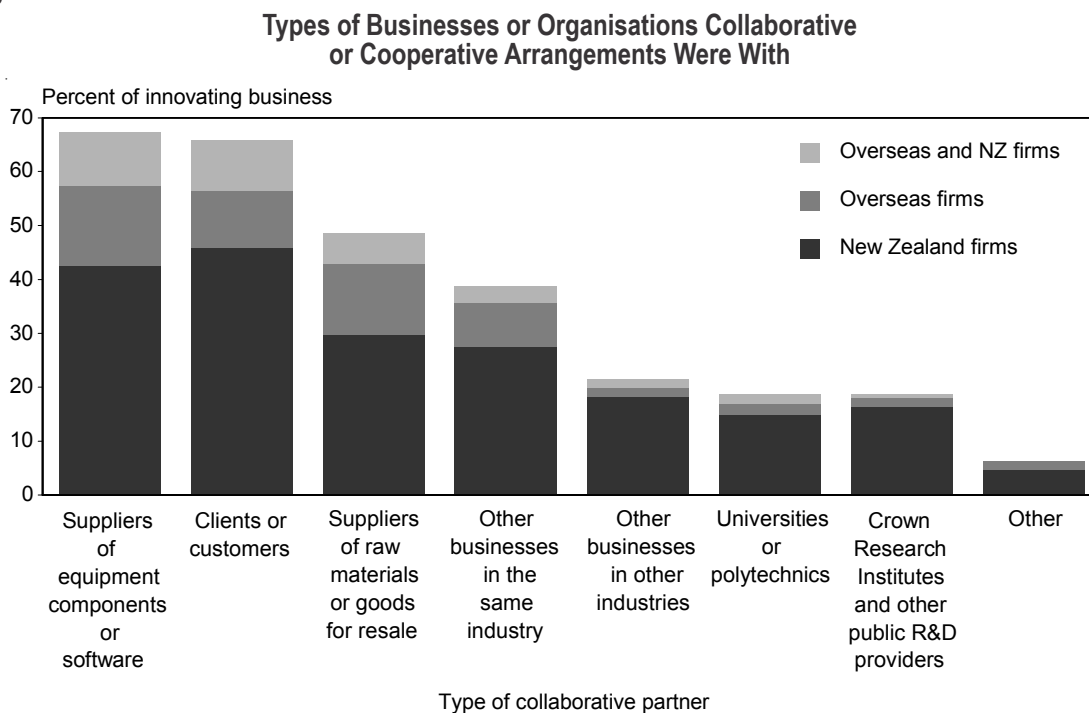 Types of Businesses or Organisations Collaborative
or Cooperative Arrangements Were With
Percent of innovating business
70
60
50
40
30
20
10
0
Overseas and NZ firms
Overseas firms
New Zealand firms
Suppliers
of
equipment
components
or
software
Clients or
customers
Suppliers
of raw
materials
or goods
for resale
Other
businesses
in the
same
industry
Other
businesses
in other
industries
Universities
or
polytechnics
Crown
Research
Institutes
and other
public R&D
providers
Other
Type of collaborative partner